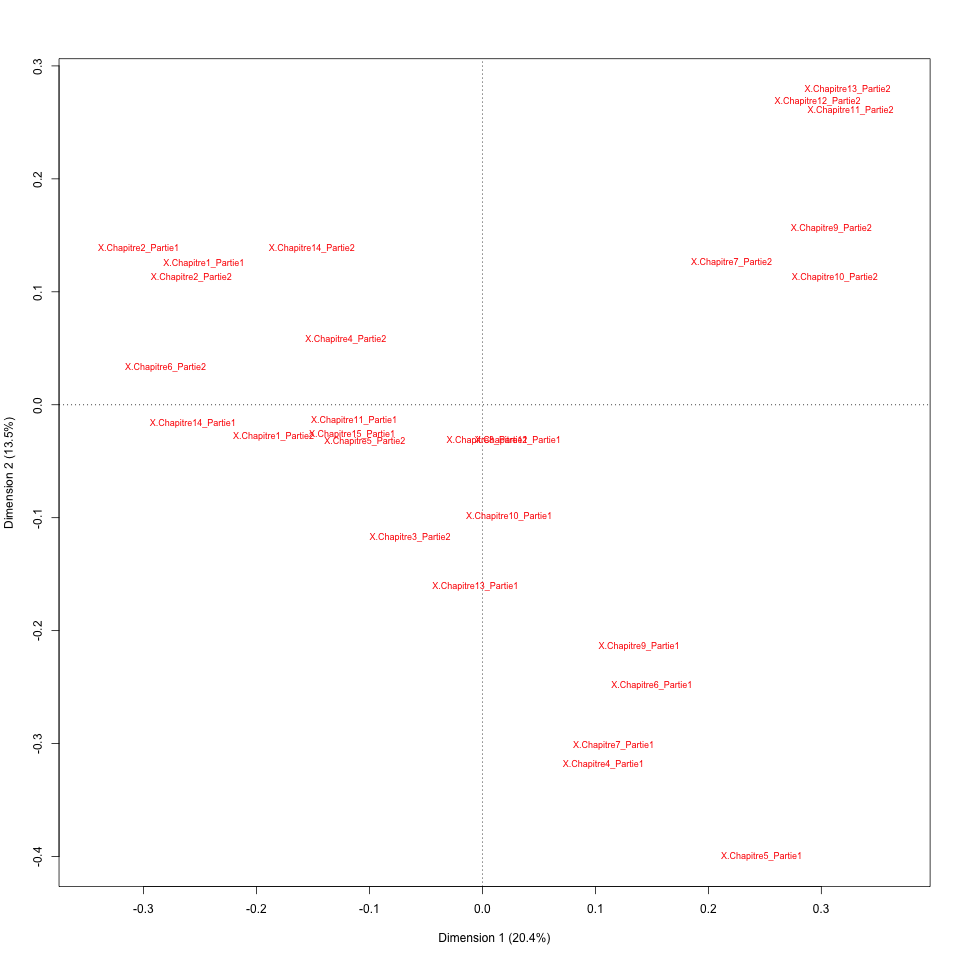 0.3
X.Chapitre13_Partie2
X.Chapitre12_Partie2
X.Chapitre11_Partie2
0.2
X.Chapitre9_Partie2
X.Chapitre2_Partie1
X.Chapitre14_Partie2
X.Chapitre1_Partie1
X.Chapitre7_Partie2
X.Chapitre2_Partie2
X.Chapitre10_Partie2
0.1
X.Chapitre4_Partie2
X.Chapitre6_Partie2
0.0
X.Chapitre14_Partie1
X.Chapitre11_Partie1
X.Chapitre1_Partie2
X.Chapitre15_Partie1
X.Chapitre5_Partie2
X.Chapitre12_Partie1
Dimension 2 (13.5%)
-0.1
X.Chapitre10_Partie1
X.Chapitre3_Partie2
X.Chapitre13_Partie1
-0.2
X.Chapitre9_Partie1
X.Chapitre6_Partie1
-0.3
X.Chapitre7_Partie1
X.Chapitre4_Partie1
-0.4
X.Chapitre5_Partie1
-0.3 -0.2 -0.1 0.0 0.1 0.2 0.3
Dimension 1 (20.4%)